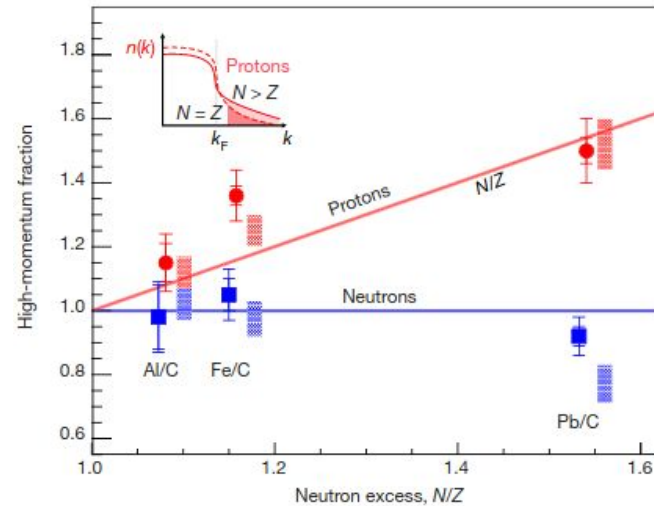 1.8
1.6
1.4
1.2
1.0
0.8
0.6
High-momentum fraction
n(k)
Protons
N > Z
N = Z
kF
k
Protons
N/Z
Neutrons
Al/C
Fe/C
Pb/C
1.0
1.2
1.4
1.6
Neutron excess, N/Z